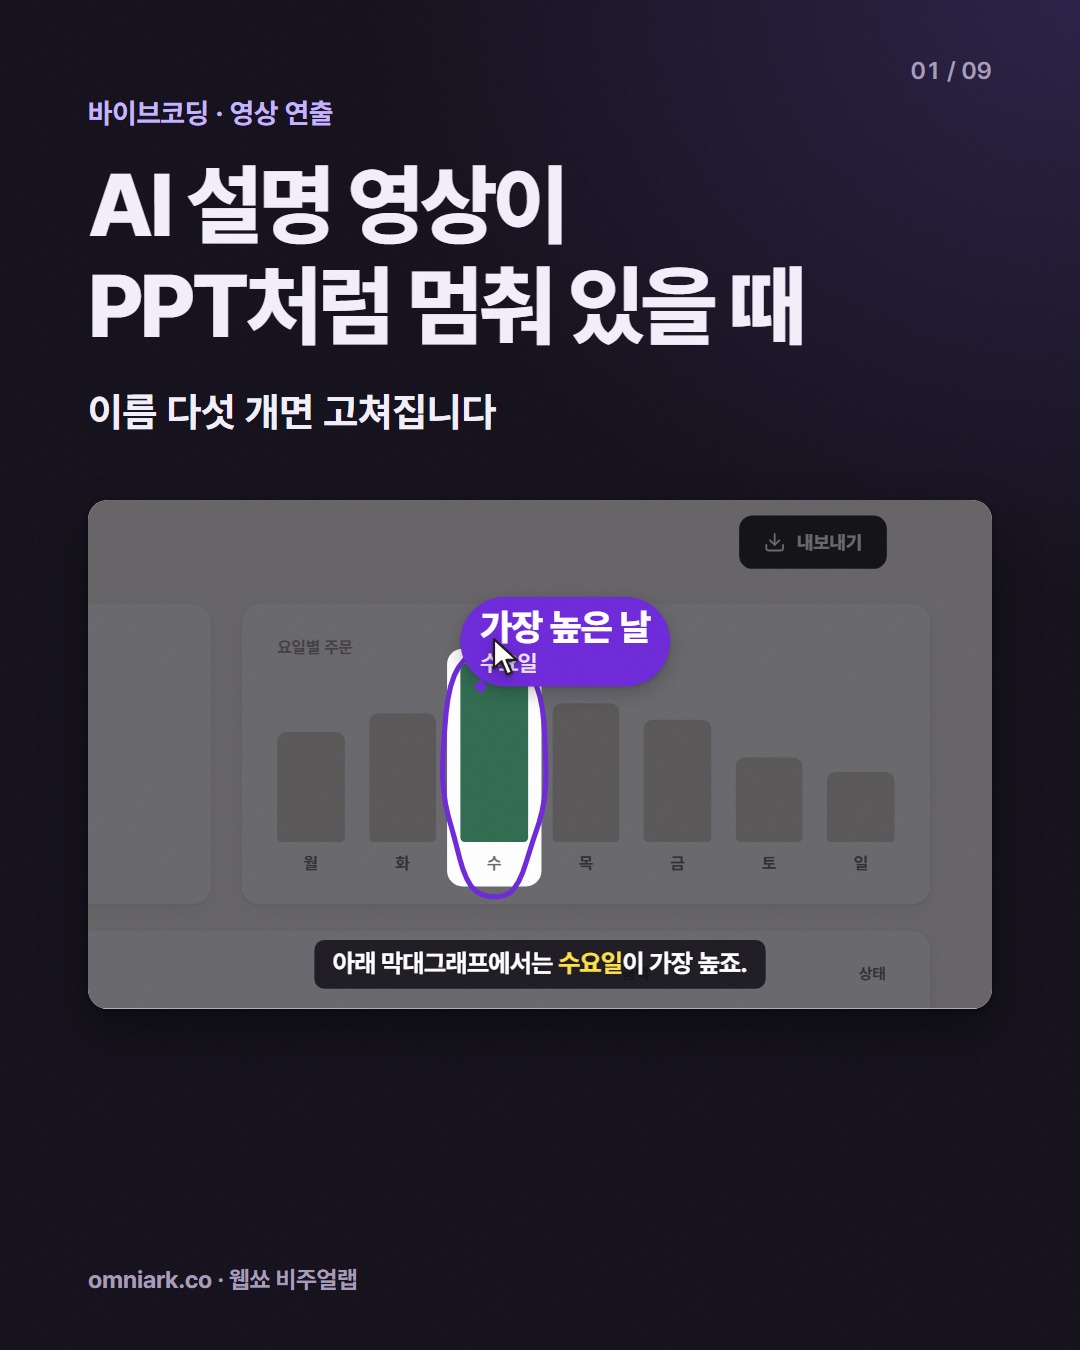 01 / 09
바이브코딩 · 영상 연출
AI 설명 영상이
PPT처럼 멈춰 있을 때
이름 다섯 개면 고쳐집니다
내보내기
요일별 주문
가장 높은 날
수요일
월 화 수 목 금 토 일
아래 막대그래프에서는 수요일이 가장 높죠.
상태
omniark.co · 웹쑈 비주얼랩